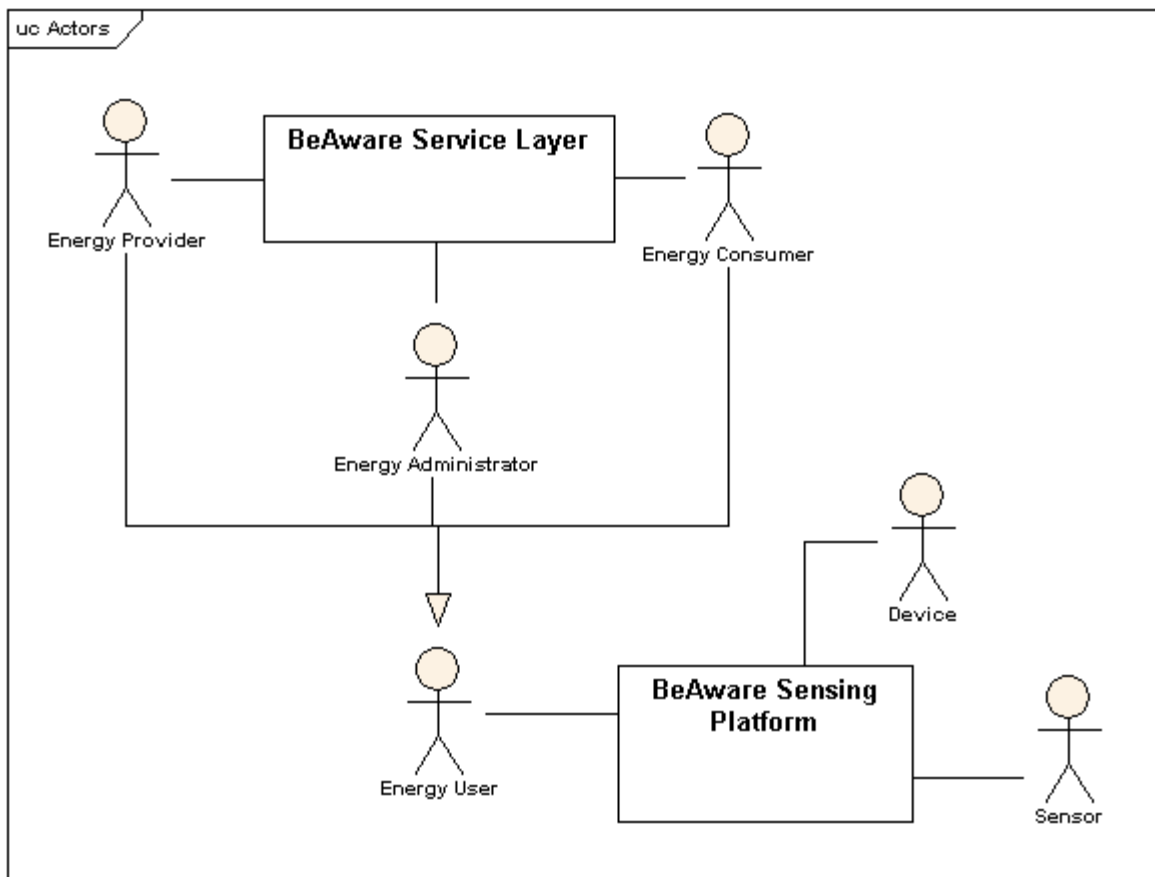 uc Actors
BeAware Service Layer
Energy Provider
Energy Consumer
Energy Administrator
Device
BeAware Sensing
Platform
Energy User
Sensor